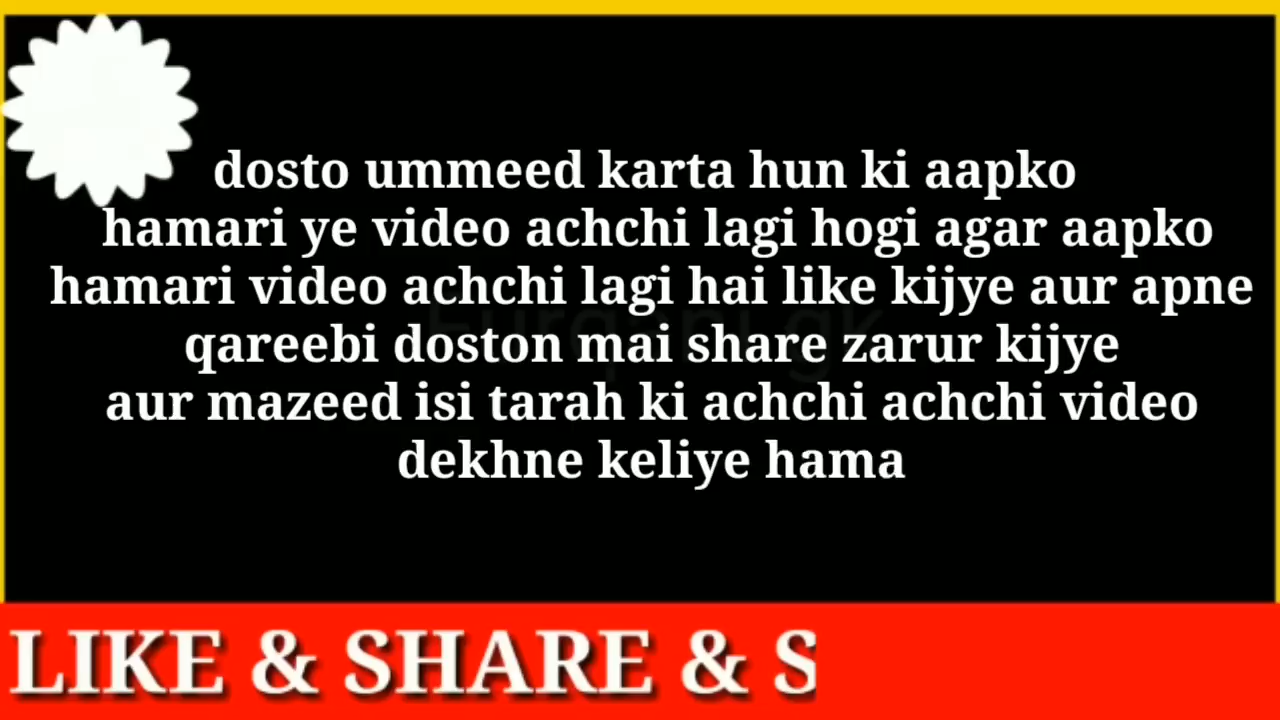 dosto ummeed karta hun ki aapko
hamari ye video achchi lagi hogi agar aapko
hamari video achchi lagi hai like kijye aur apne
qareebi doston mai share zarur kijye
aur mazeed isi tarah ki achchi achchi video
dekhne keliye hama
LIKE & SHARE & S